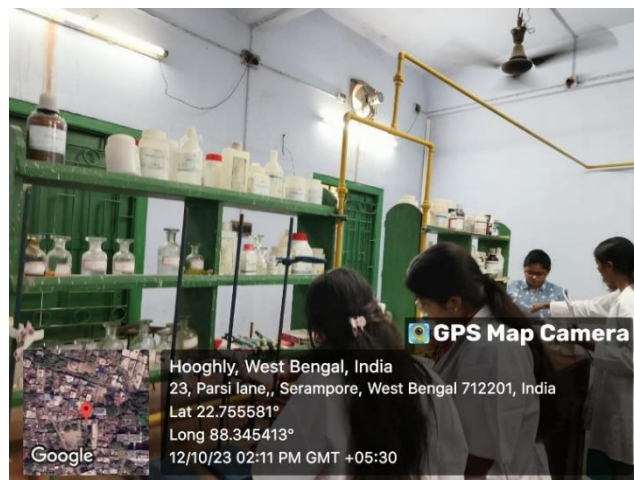 GPS Map Camera
Hooghly, West Bengal, India
23, Parsi lane,, Serampore, West Bengal 712201, India
Lat 22.755581°
Long 88.345413°
12/10/23 02:11 PM GMT +05:30
Google